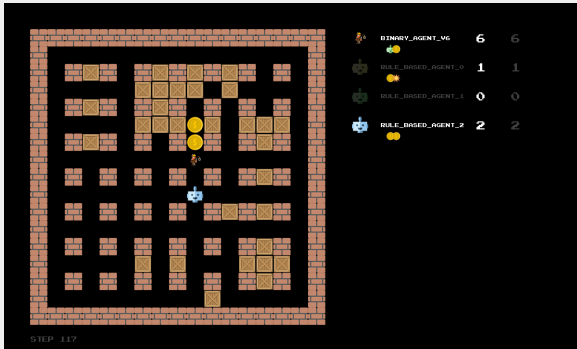 BINARY_AGENT_V6 6 6
RULE_BASED_AGENT_0 1 1
RULE_BASED_AGENT_1 0 0
RULE_BASED_AGENT_2 2 2
STEP 117